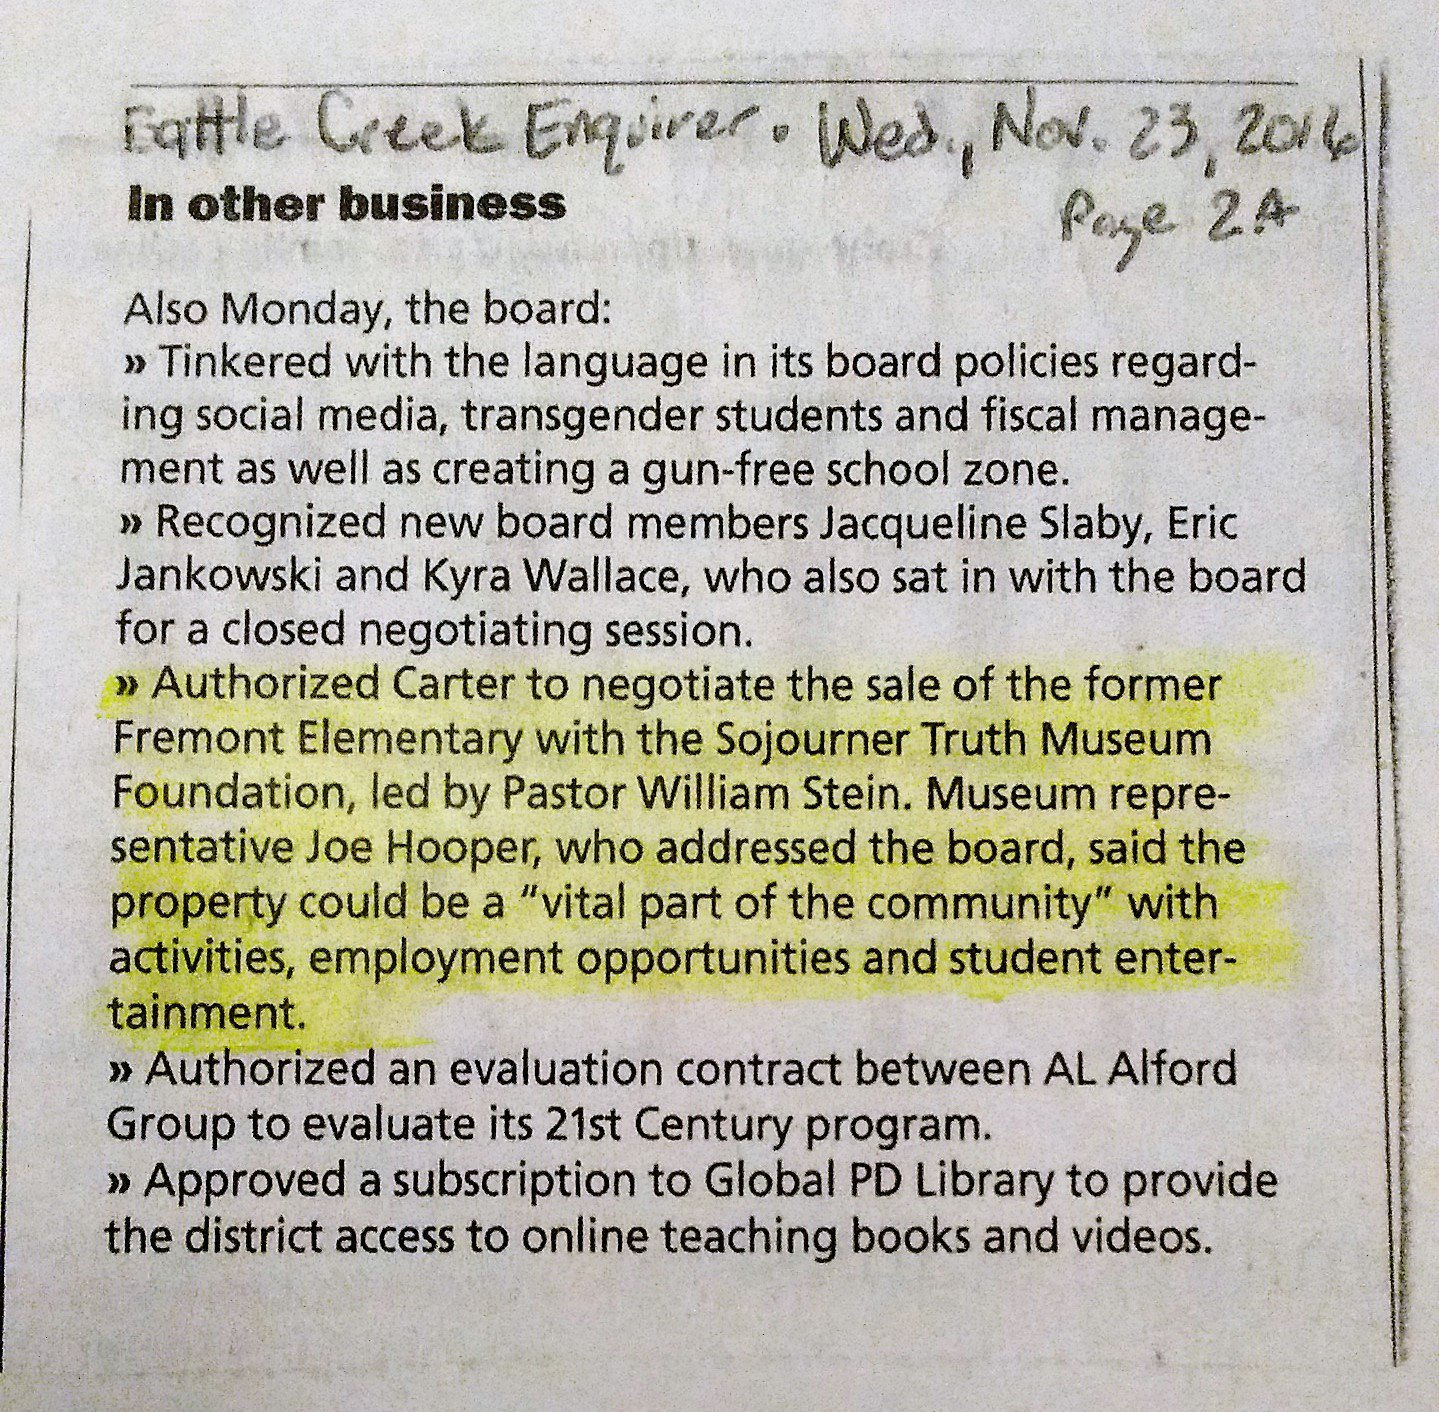 Battle Creek Enquirer. Wed., Nov. 23, 2016
Page 2A
In other business
Also Monday, the board:
» Tinkered with the language in its board policies regard-
ing social media, transgender students and fiscal manage-
ment as well as creating a gun-free school zone.
» Recognized new board members Jacqueline Slaby, Eric
Jankowski and Kyra Wallace, who also sat in with the board
for a closed negotiating session.
» Authorized Carter to negotiate the sale of the former
Fremont Elementary with the Sojourner Truth Museum
Foundation, led by Pastor William Stein. Museum repre-
sentative Joe Hooper, who addressed the board, said the
property could be a "vital part of the community" with
activities, employment opportunities and student enter-
tainment.
» Authorized an evaluation contract between AL Alford
Group to evaluate its 21st Century program.
» Approved a subscription to Global PD Library to provide
the district access to online teaching books and videos.